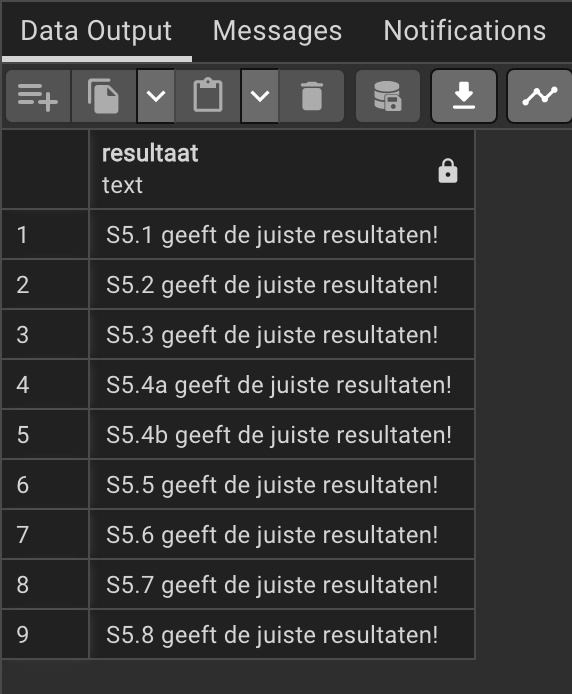 Data Output Messages Notifications
resultaat
text
1 S5.1 geeft de juiste resultaten!
2 S5.2 geeft de juiste resultaten!
3 S5.3 geeft de juiste resultaten!
4 S5.4a geeft de juiste resultaten!
5 S5.4b geeft de juiste resultaten!
6 S5.5 geeft de juiste resultaten!
7 S5.6 geeft de juiste resultaten!
8 S5.7 geeft de juiste resultaten!
9 S5.8 geeft de juiste resultaten!